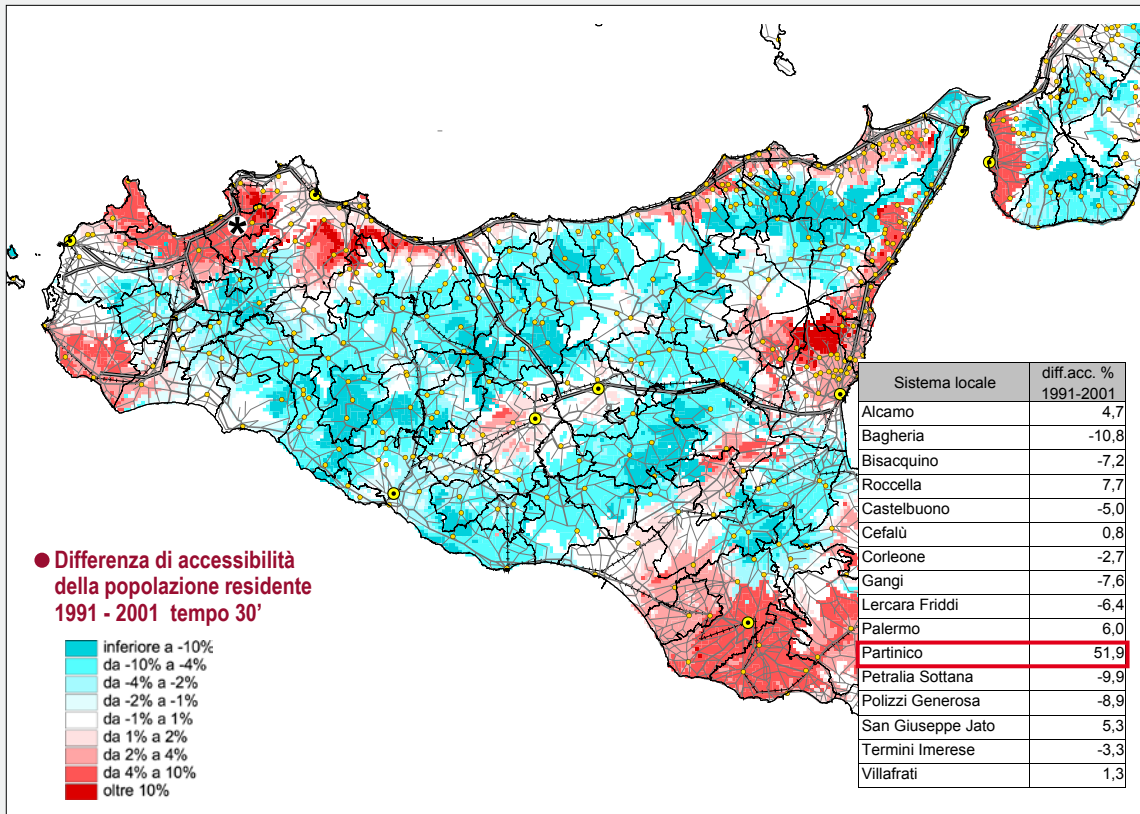 Sistema locale diff.acc. % 1991-2001
Alcamo 4,7
Bagheria -10,8
Bisacquino -7,2
Roccella 7,7
Castelbuono -5,0
Cefalù 0,8
Corleone -2,7
Gangi -7,6
Lercara Friddi -6,4
Palermo 6,0
Partinico 51,9
Petralia Sottana -9,9
Polizzi Generosa -8,9
San Giuseppe Jato 5,3
Termini Imerese -3,3
Villafrati 1,3
● Differenza di accessibilità
della popolazione residente
1991 - 2001 tempo 30’
inferiore a -10%
da -10% a -4%
da -4% a -2%
da -2% a -1%
da -1% a 1%
da 1% a 2%
da 2% a 4%
da 4% a 10%
oltre 10%